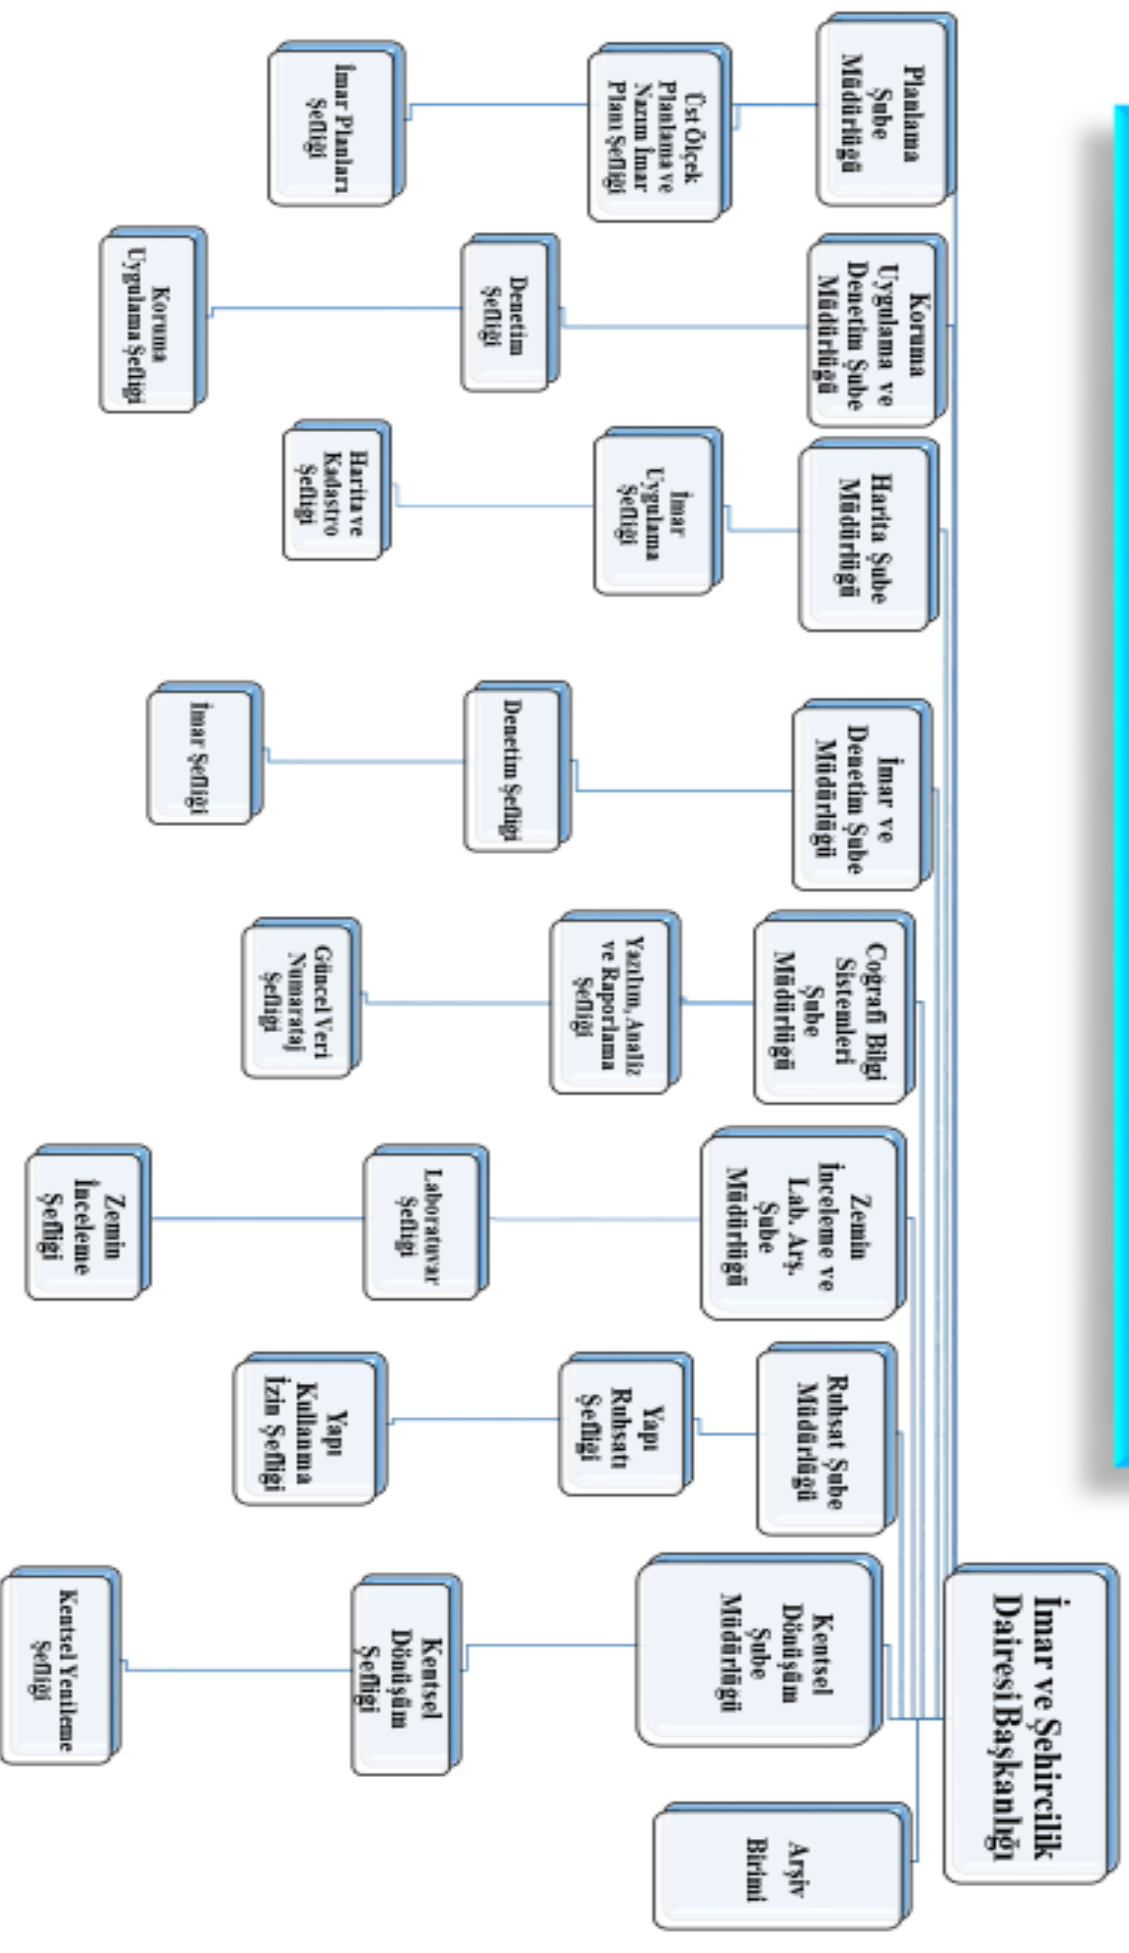 İmar ve Şehircilik
Dairesi Başkanlığı
Planlama
Şube
Müdürlüğü
Koruma
Uygulama ve
Denetim Şube
Müdürlüğü
Harita Şube
Müdürlüğü
İmar ve
Denetim Şube
Müdürlüğü
Coğrafi Bilgi
Sistemleri
Şube
Müdürlüğü
Zemin
İnceleme ve
Lab. Arş.
Şube
Müdürlüğü
Ruhsat Şube
Müdürlüğü
Kentsel
Dönüşüm
Şube
Müdürlüğü
Arşiv
Birimi
Üst Ölçek
Planlama ve
Nazım İmar
Planı Şefliği
Denetim
Şefliği
İmar
Uygulama
Şefliği
Denetim Şefliği
Yazılım, Analiz
ve Raporlama
Şefliği
Laboratuvar
Şefliği
Yapı
Ruhsatı
Şefliği
Kentsel
Dönüşüm
Şefliği
İmar Planları
Şefliği
Koruma
Uygulama Şefliği
Harita ve
Kadastro
Şefliği
İmar Şefliği
Güncel Veri
Numarataj
Şefliği
Zemin
İnceleme
Şefliği
Yapı
Kullanma
İzin Şefliği
Kentsel Yenileme
Şefliği